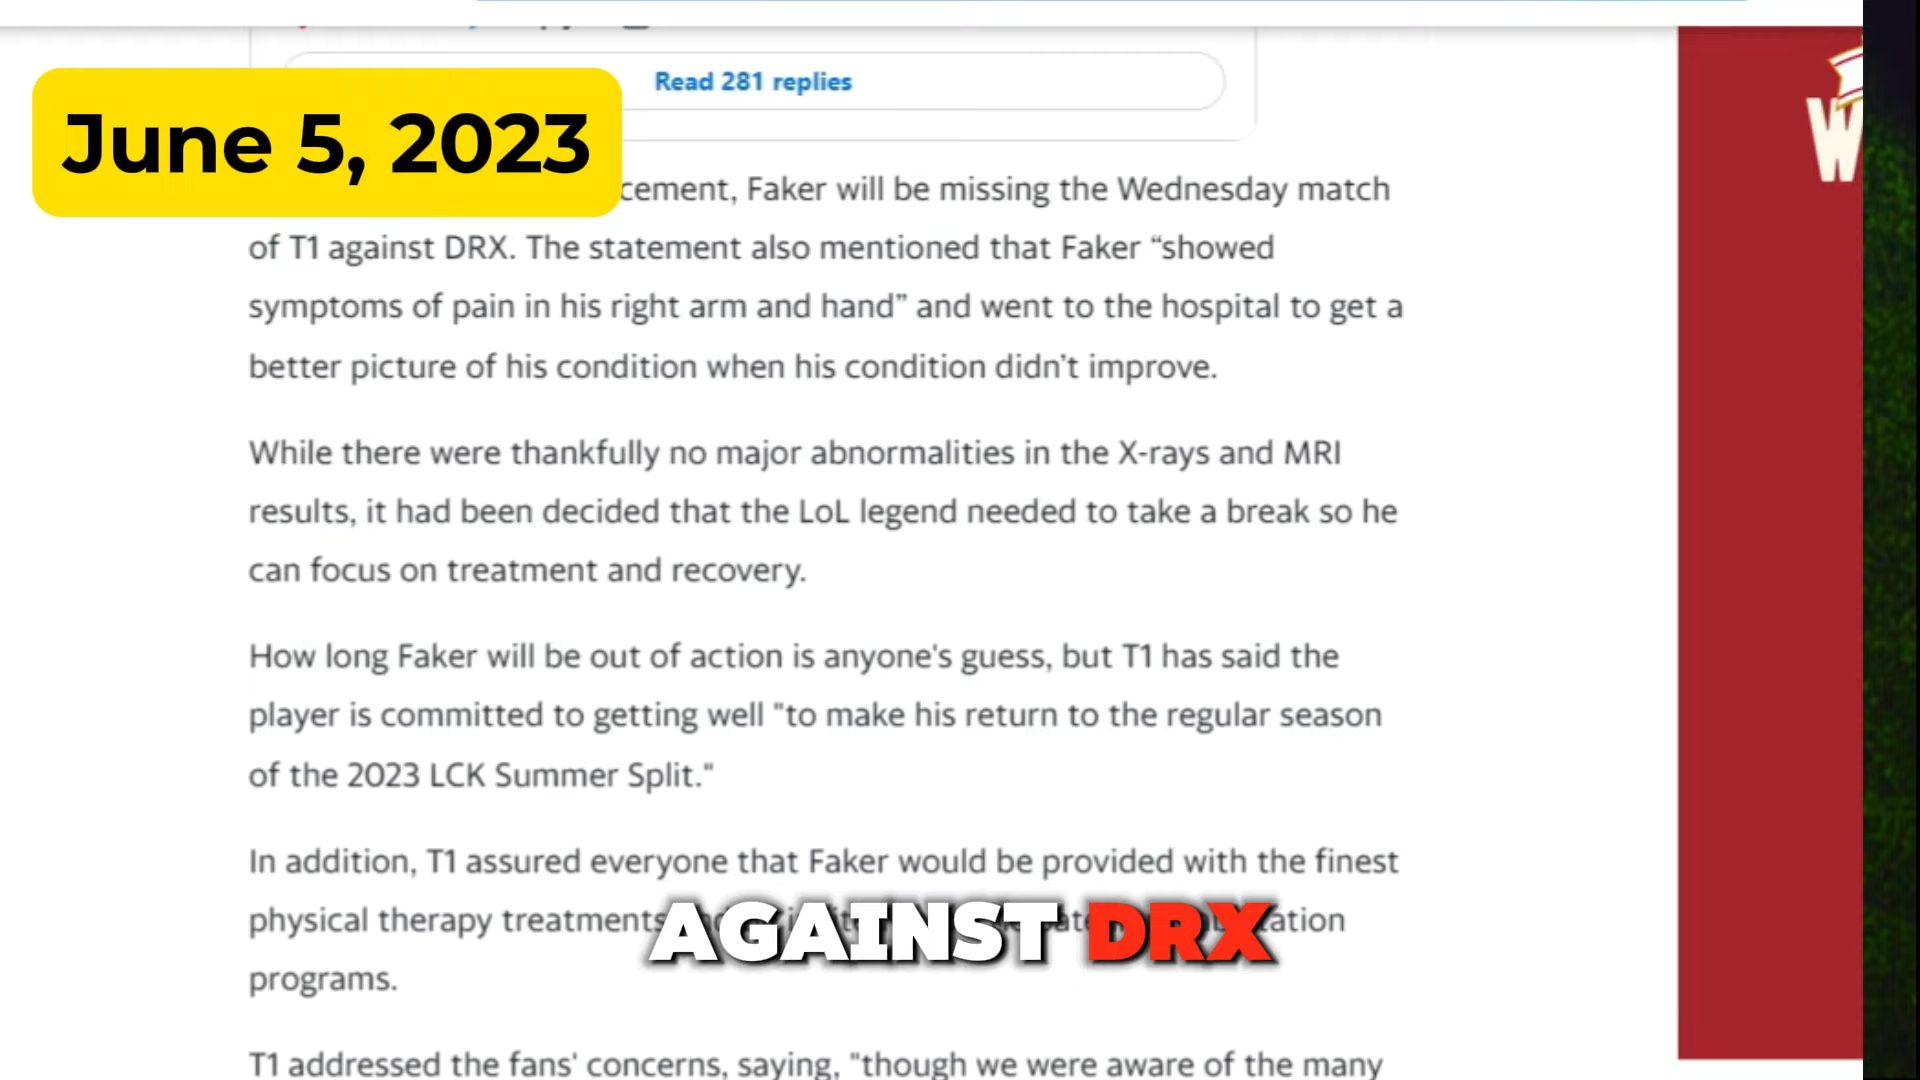 Read 281 replies
June 5, 2023
cement, Faker will be missing the Wednesday match
of T1 against DRX. The statement also mentioned that Faker “showed
symptoms of pain in his right arm and hand” and went to the hospital to get a
better picture of his condition when his condition didn’t improve.
While there were thankfully no major abnormalities in the X-rays and MRI
results, it had been decided that the LoL legend needed to take a break so he
can focus on treatment and recovery.
How long Faker will be out of action is anyone's guess, but T1 has said the
player is committed to getting well "to make his return to the regular season
of the 2023 LCK Summer Split."
In addition, T1 assured everyone that Faker would be provided with the finest
physical therapy treatments
AGAINST DRX
programs.
T1 addressed the fans' concerns, saying, "though we were aware of the many
W